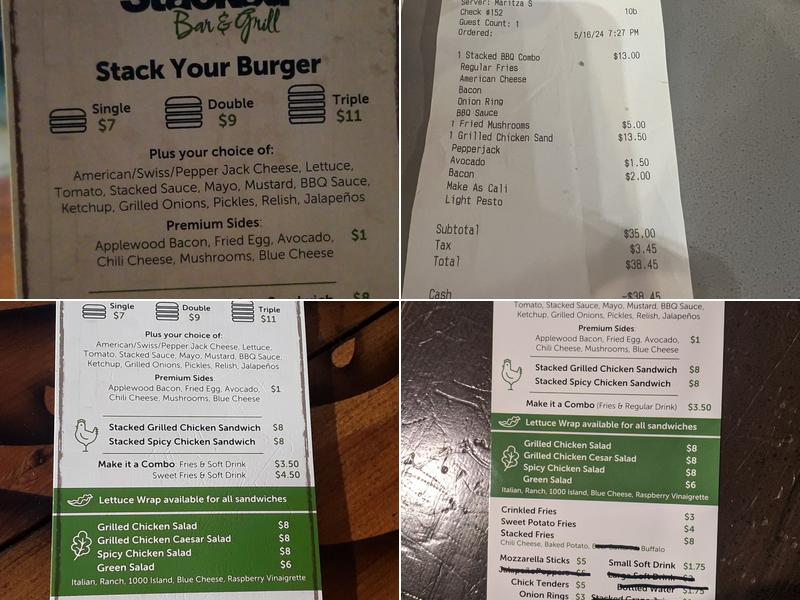 Stacked
Bar & Grill
Stack Your Burger
Single
$7
Double
$9
Triple
$11
Plus your choice of:
American/Swiss/Pepper Jack Cheese, Lettuce,
Tomato, Stacked Sauce, Mayo, Mustard, BBQ Sauce,
Ketchup, Grilled Onions, Pickles, Relish, Jalapeños
Premium Sides:
Applewood Bacon, Fried Egg, Avocado, $1
Chili Cheese, Mushrooms, Blue Cheese
Server: Maritza S
Check #152 10b
Guest Count: 1
Ordered: 5/16/24 7:27 PM
1 Stacked BBQ Combo $13.00
Regular Fries
American Cheese
Bacon
Onion Ring
BBQ Sauce
1 Fried Mushrooms $5.00
1 Grilled Chicken Sand $13.50
Pepperjack
Avocado $1.50
Bacon $2.00
Make As Cali
Light Pesto
Subtotal $35.00
Tax $3.45
Total $38.45
Cash -$38.45
Single
$7
Double
$9
Triple
$11
Plus your choice of:
American/Swiss/Pepper Jack Cheese, Lettuce,
Tomato, Stacked Sauce, Mayo, Mustard, BBQ Sauce,
Ketchup, Grilled Onions, Pickles, Relish, Jalapeños
Premium Sides:
Applewood Bacon, Fried Egg, Avocado, $1
Chili Cheese, Mushrooms, Blue Cheese
Stacked Grilled Chicken Sandwich $8
Stacked Spicy Chicken Sandwich $8
Make it a Combo Fries & Soft Drink $3.50
Sweet Fries & Soft Drink $4.50
Lettuce Wrap available for all sandwiches
Grilled Chicken Salad $8
Grilled Chicken Caesar Salad $8
Spicy Chicken Salad $8
Green Salad $6
Italian, Ranch, 1000 Island, Blue Cheese, Raspberry Vinaigrette
Tomato, Stacked Sauce, Mayo, Mustard, BBQ Sauce,
Ketchup, Grilled Onions, Pickles, Relish, Jalapeños
Premium Sides:
Applewood Bacon, Fried Egg, Avocado, $1
Chili Cheese, Mushrooms, Blue Cheese
Stacked Grilled Chicken Sandwich $8
Stacked Spicy Chicken Sandwich $8
Make it a Combo (Fries & Regular Drink) $3.50
Lettuce Wrap available for all sandwiches
Grilled Chicken Salad $8
Grilled Chicken Cesar Salad $8
Spicy Chicken Salad $8
Green Salad $6
Italian, Ranch, 1000 Island, Blue Cheese, Raspberry Vinaigrette
Crinkled Fries $3
Sweet Potato Fries $4
Stacked Fries $8
Chili Cheese, Baked Potato, Buffalo
Mozzarella Sticks $5
Small Soft Drink $1.75
Jalapeño Poppers $5
Large Soft Drink $2
Chick Tenders $5
Bottled Water $1.75
Onion Rings $3